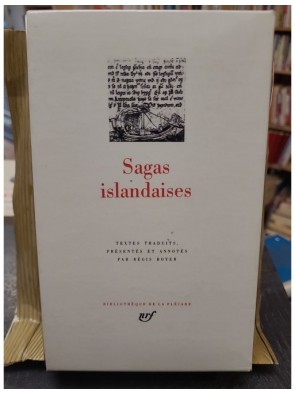 Sagas
islandaises
TEXTES TRADUITS,
PRÉSENTÉS ET ANNOTÉS
PAR RÉGIS BOYER
BIBLIOTHÈQUE DE LA PLÉIADE
nrf